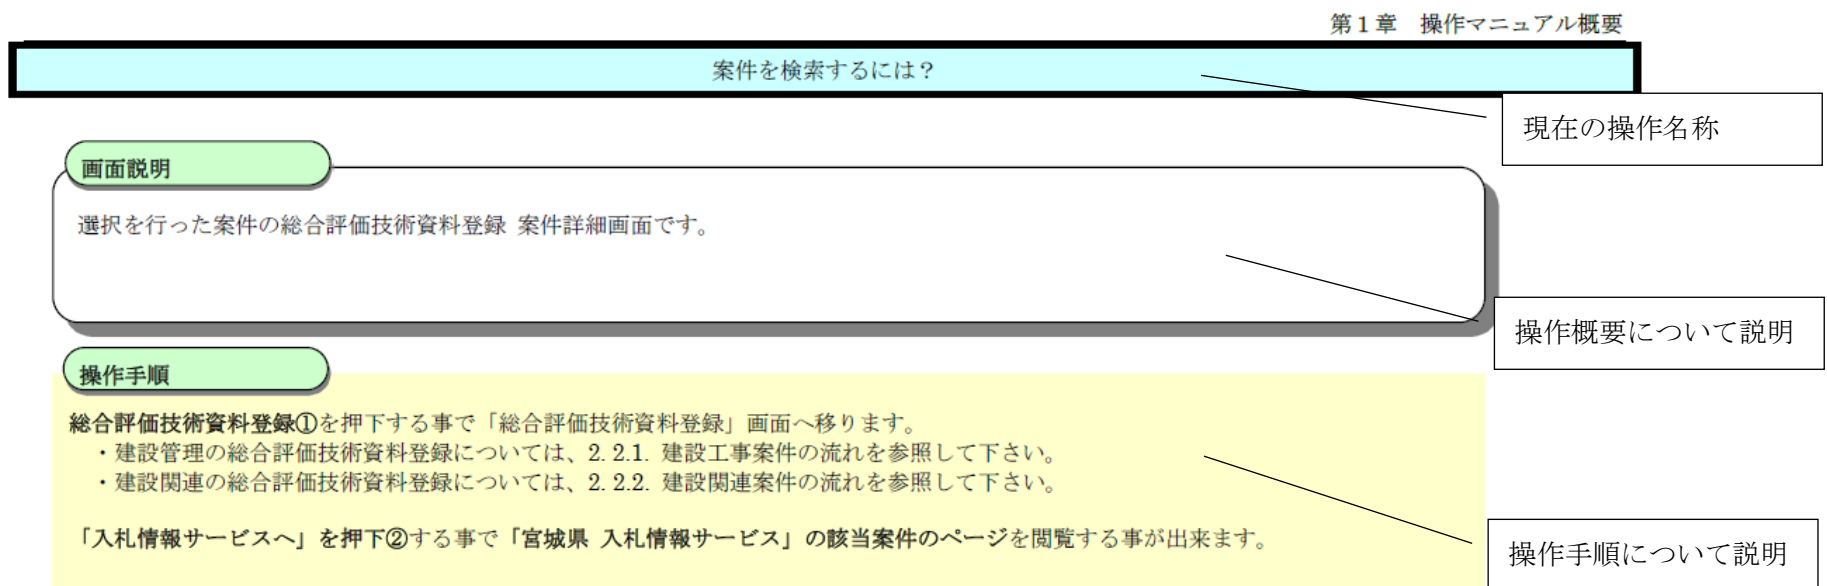 第１章　操作マニュアル概要
案件を検索するには？
現在の操作名称
画面説明
選択を行った案件の総合評価技術資料登録 案件詳細画面です。
操作概要について説明
操作手順
総合評価技術資料登録①を押下する事で「総合評価技術資料登録」画面へ移ります。
・建設管理の総合評価技術資料登録については、2.2.1. 建設工事案件の流れを参照して下さい。
・建設関連の総合評価技術資料登録については、2.2.2. 建設関連案件の流れを参照して下さい。
「入札情報サービスへ」を押下②する事で「宮城県 入札情報サービス」の該当案件のページを閲覧する事が出来ます。
操作手順について説明